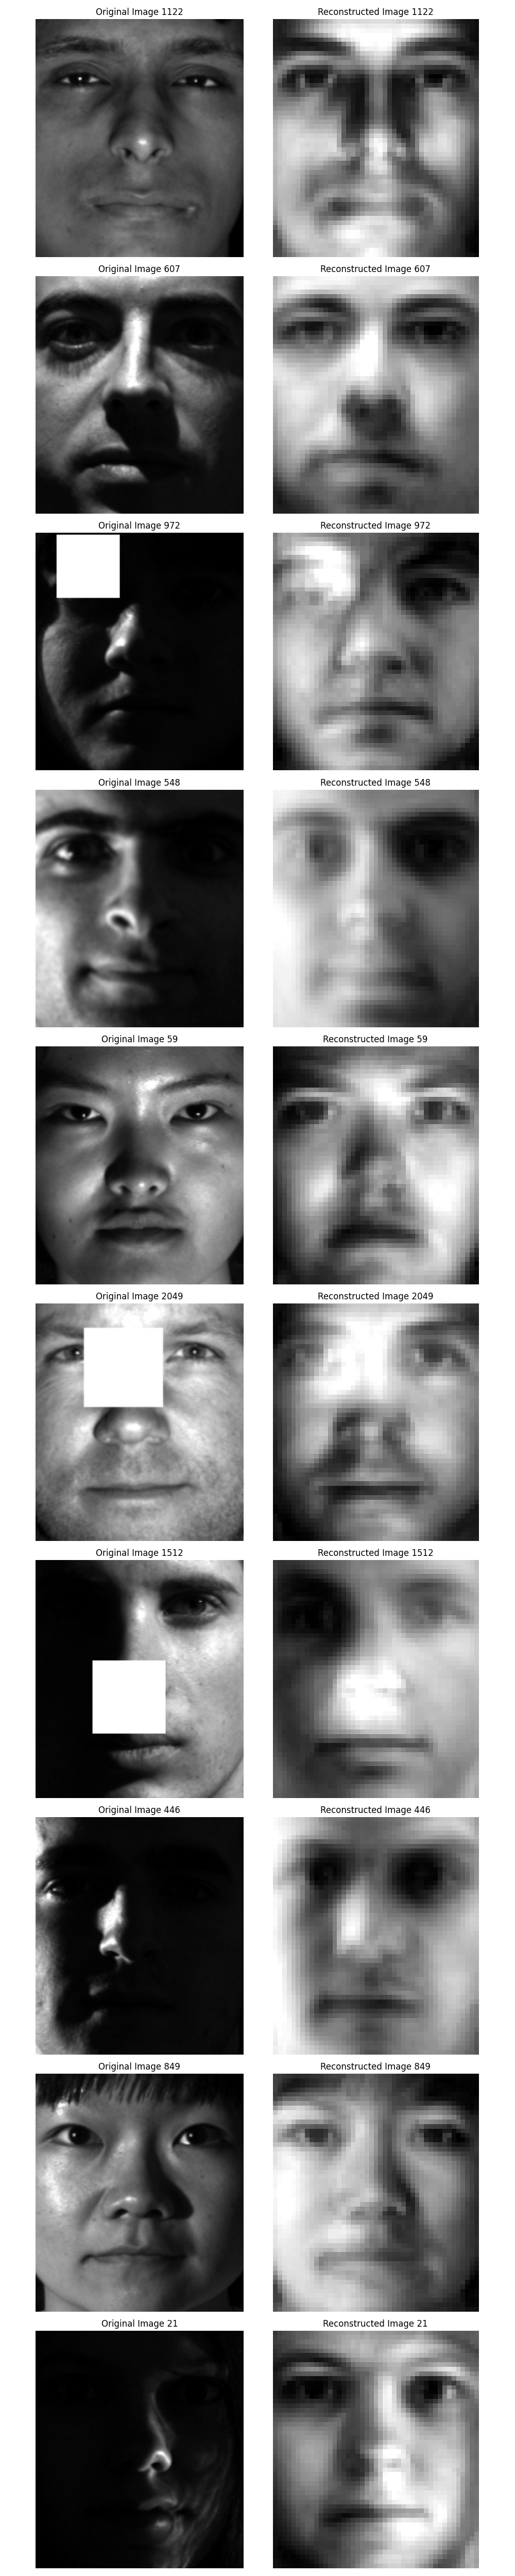 Original Image 1122
Reconstructed Image 1122
Original Image 607
Reconstructed Image 607
Original Image 972
Reconstructed Image 972
Original Image 548
Reconstructed Image 548
Original Image 59
Reconstructed Image 59
Original Image 2049
Reconstructed Image 2049
Original Image 1512
Reconstructed Image 1512
Original Image 446
Reconstructed Image 446
Original Image 849
Reconstructed Image 849
Original Image 21
Reconstructed Image 21